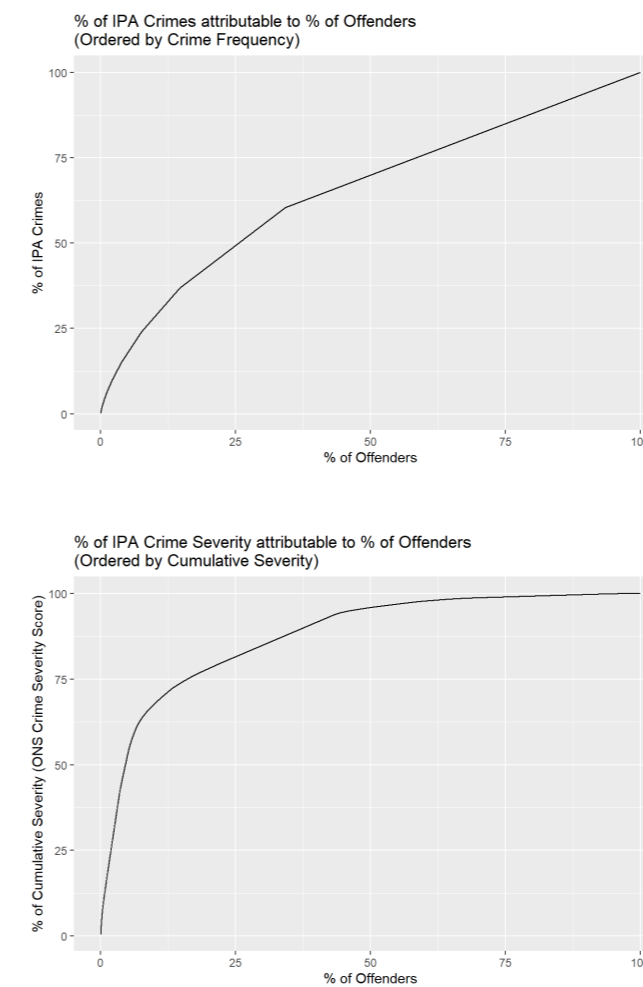 % of IPA Crimes attributable to % of Offenders
(Ordered by Crime Frequency)
100
75
50
25
0
% of IPA Crimes
0 25 50 75 10
% of Offenders
% of IPA Crime Severity attributable to % of Offenders
(Ordered by Cumulative Severity)
100
75
50
25
0
% of Cumulative Severity (ONS Crime Severity Score)
0 25 50 75 10
% of Offenders